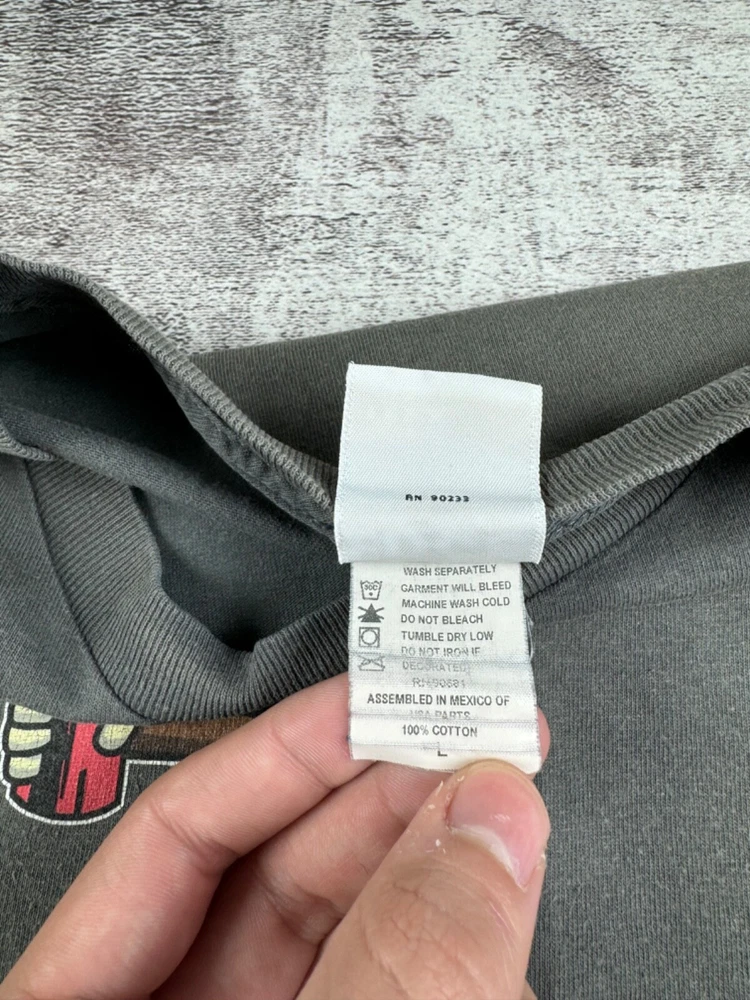 RN 90233
WASH SEPARATELY
GARMENT WILL BLEED
MACHINE WASH COLD
DO NOT BLEACH
TUMBLE DRY LOW
DO NOT IRON IF
DECORATED
ASSEMBLED IN MEXICO OF
USA PARTS
100% COTTON
L